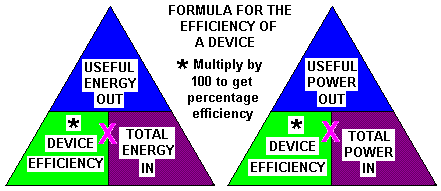 FORMULA FOR THE
EFFICIENCY OF
A DEVICE
* Multiply by
100 to get
percentage
efficiency
USEFUL
ENERGY
OUT
*
DEVICE
EFFICIENCY
X
TOTAL
ENERGY
IN
USEFUL
POWER
OUT
*
DEVICE
EFFICIENCY
X
TOTAL
POWER
IN